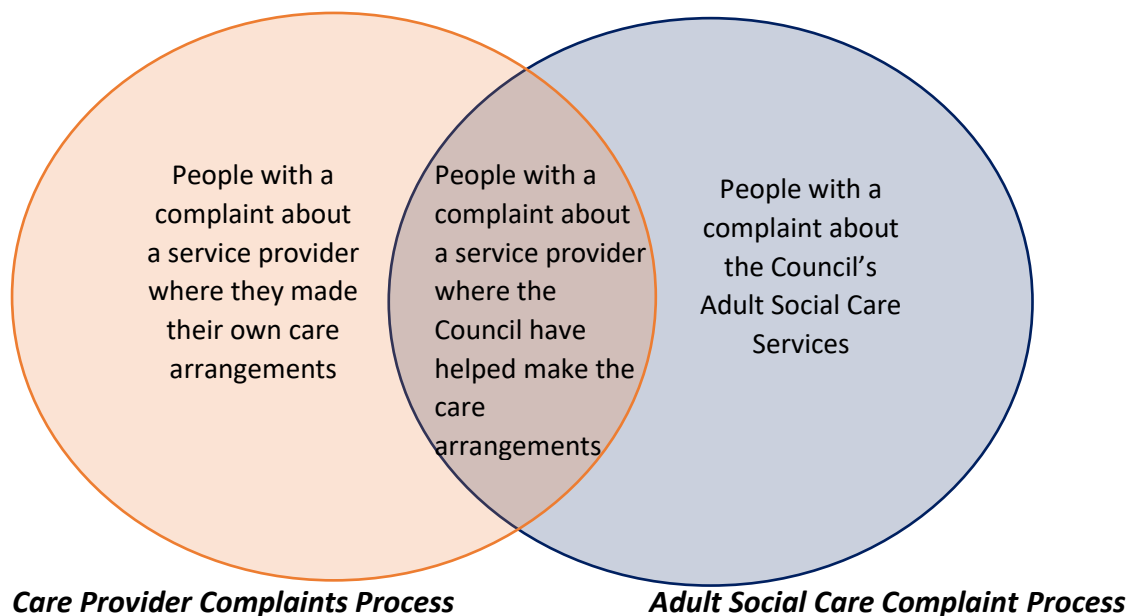 People with a
complaint about
a service provider
where they made
their own care
arrangements
People with a
complaint about
a service provider
where the
Council have
helped make the
care
arrangements
People with a
complaint about
the Council’s
Adult Social Care
Services
Care Provider Complaints Process
Adult Social Care Complaint Process